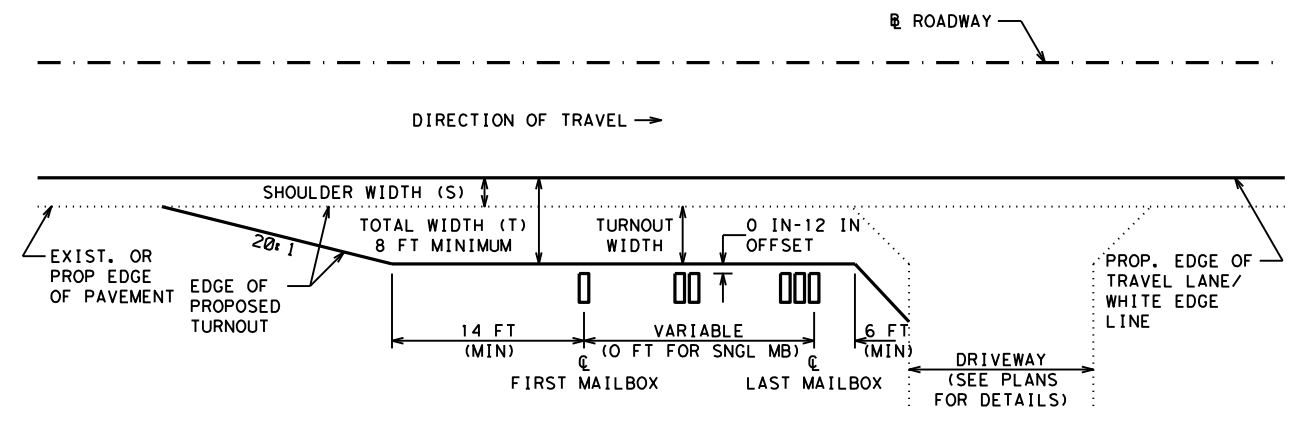 ℄ ROADWAY
DIRECTION OF TRAVEL
SHOULDER WIDTH (S)
TOTAL WIDTH (T)
8 FT MINIMUM
TURNOUT
WIDTH
0 IN-12 IN
OFFSET
20:1
EXIST. OR
PROP EDGE
OF PAVEMENT
EDGE OF
PROPOSED
TURNOUT
PROP. EDGE OF
TRAVEL LANE/
WHITE EDGE
LINE
14 FT
(MIN)
VARIABLE
(0 FT FOR SNGL MB)
6 FT
(MIN)
℄
FIRST MAILBOX
℄
LAST MAILBOX
DRIVEWAY
(SEE PLANS
FOR DETAILS)